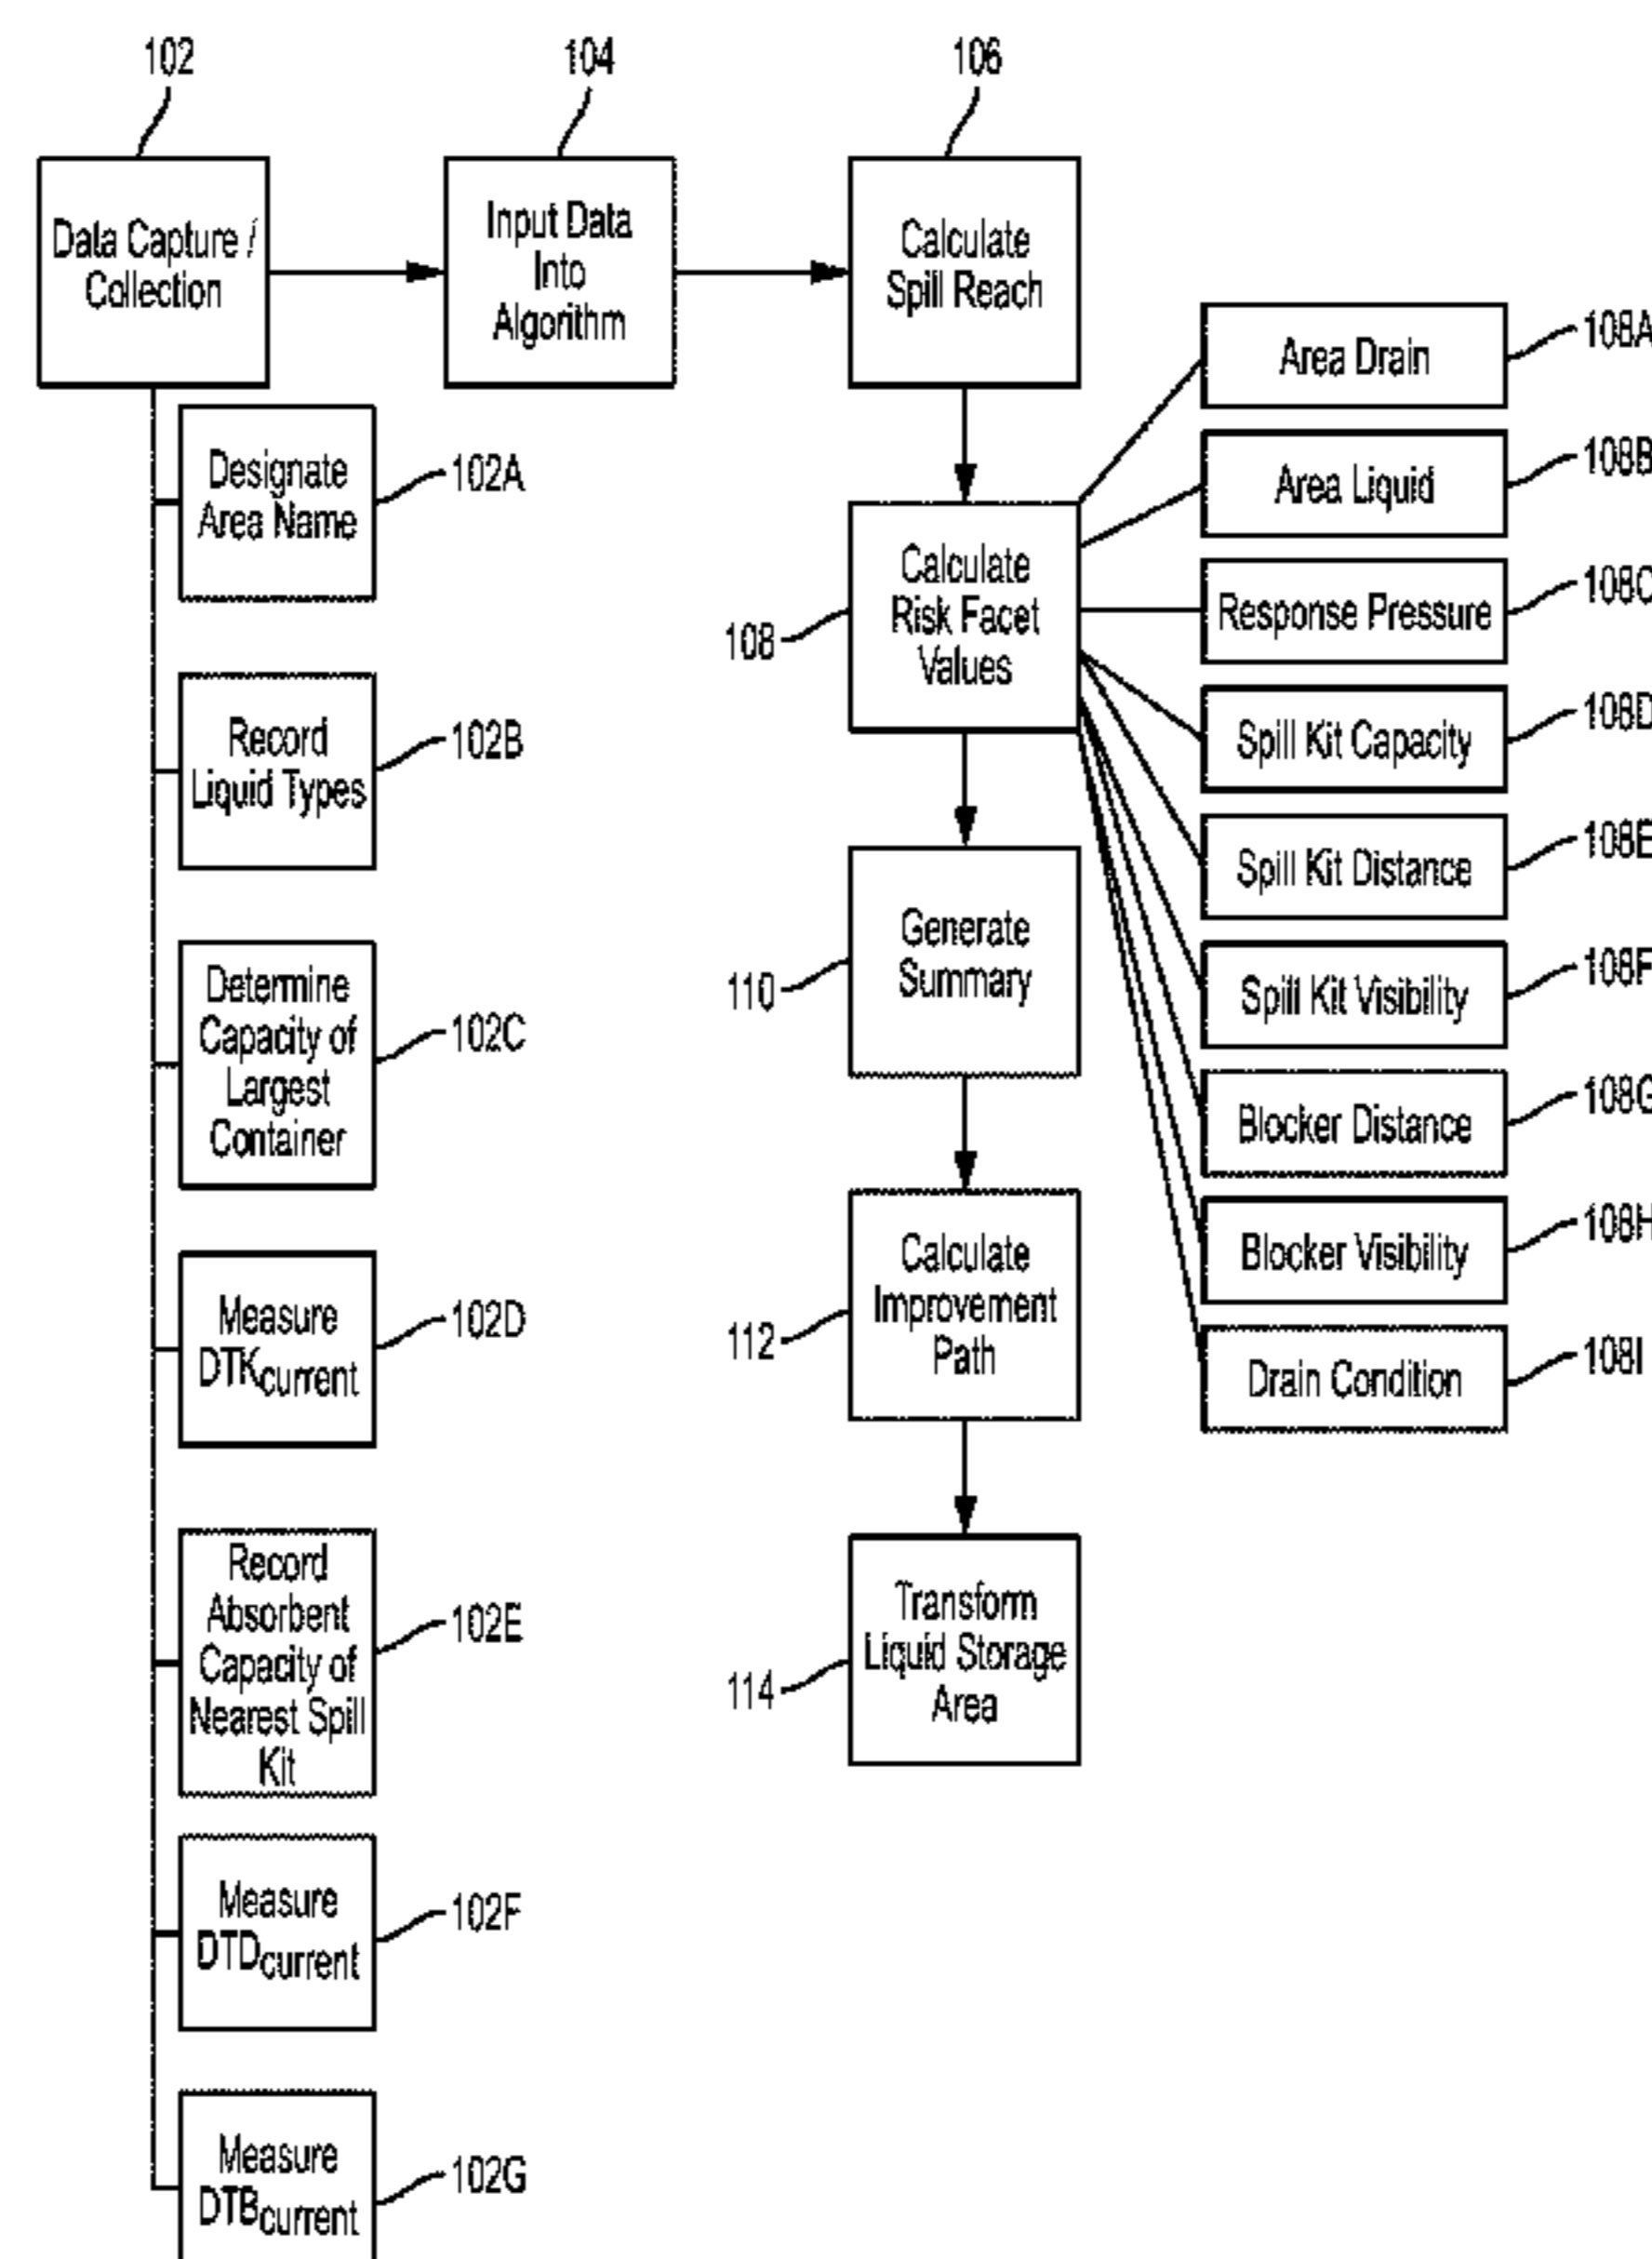 102
104
106
Data Capture /
Collection
Input Data
Into
Algorithm
Calculate
Spill Reach
Designate
Area Name
102A
Record
Liquid Types
102B
Determine
Capacity of
Largest
Container
102C
Measure
DTKcurrent
102D
Record
Absorbent
Capacity of
Nearest Spill
Kit
102E
Measure
DTDcurrent
102F
Measure
DTBcurrent
102G
108
Calculate
Risk Facet
Values
110
Generate
Summary
112
Calculate
Improvement
Path
114
Transform
Liquid Storage
Area
Area Drain
108A
Area Liquid
108B
Response Pressure
108C
Spill Kit Capacity
108D
Spill Kit Distance
108E
Spill Kit Visibility
108F
Blocker Distance
108G
Blocker Visibility
108H
Drain Condition
108I